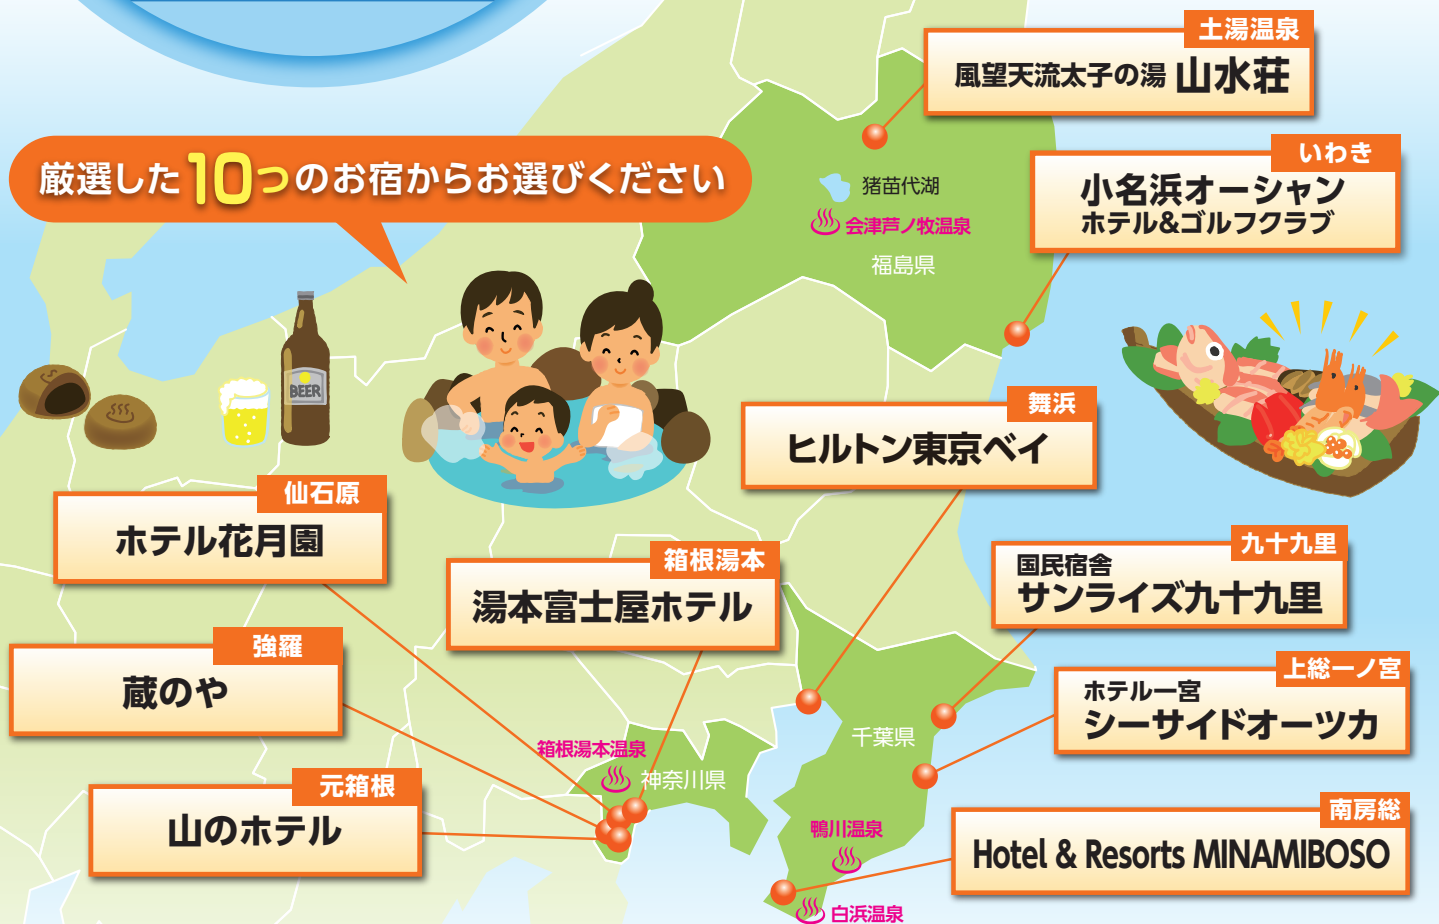 土湯温泉
風望天流太子の湯 山水荘
いわき
小名浜オーシャン
ホテル&ゴルフクラブ
厳選した10つのお宿からお選びください
猪苗代湖
会津芦ノ牧温泉
福島県
BEER
舞浜
ヒルトン東京ベイ
仙石原
ホテル花月園
箱根湯本
湯本富士屋ホテル
九十九里
国民宿舎
サンライズ九十九里
強羅
蔵のや
上総一ノ宮
ホテル一宮
シーサイドオーツカ
千葉県
箱根湯本温泉
神奈川県
元箱根
山のホテル
鴨川温泉
南房総
Hotel & Resorts MINAMIBOSO
白浜温泉